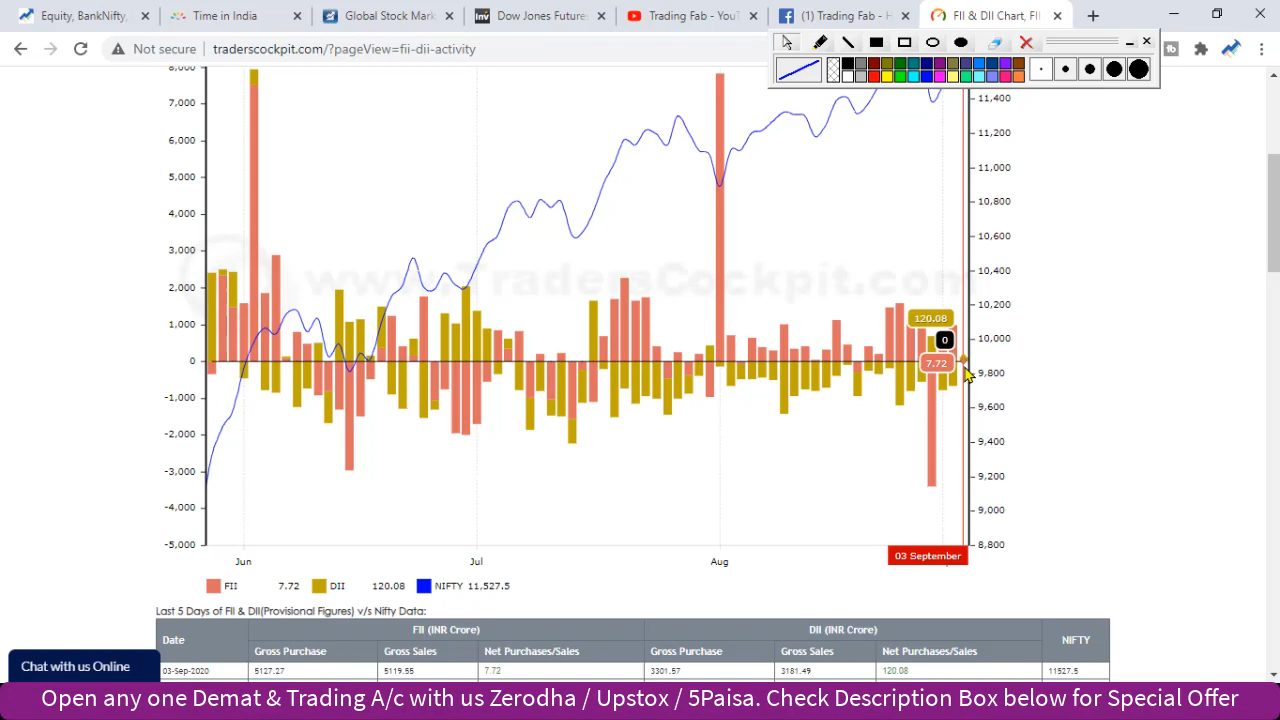 Equity, BankNifty,
Time in India
Global Stock Mark
Inv
Dow Jones Future
Trading Fab - YouT
(1) Trading Fab - H
FII & DII Chart, FII
Not secure
traderscockpit.com/?pageView=fii-dii-activity
8,000
7,000
6,000
5,000
4,000
3,000
2,000
1,000
0
-1,000
-2,000
-3,000
-4,000
-5,000
11,400
11,200
11,000
10,800
10,600
10,400
10,200
10,000
9,800
9,600
9,400
9,200
9,000
8,800
www.TradersCockpit.com
120.08
0
7.72
03 September
Jun
Jul
Aug
FII 7.72 DII 120.08 NIFTY 11,527.5
Last 5 Days of FII & DII(Provisional Figures) v/s Nifty Data:
Date FII (INR Crore) DII (INR Crore) NIFTY
Gross Purchase Gross Sales Net Purchases/Sales Gross Purchase Gross Sales Net Purchases/Sales
03-Sep-2020 5127.27 5119.55 7.72 3301.57 3181.49 120.08 11527.5
Chat with us Online
Open any one Demat & Trading A/c with us Zerodha / Upstox / 5Paisa. Check Description Box below for Special Offer